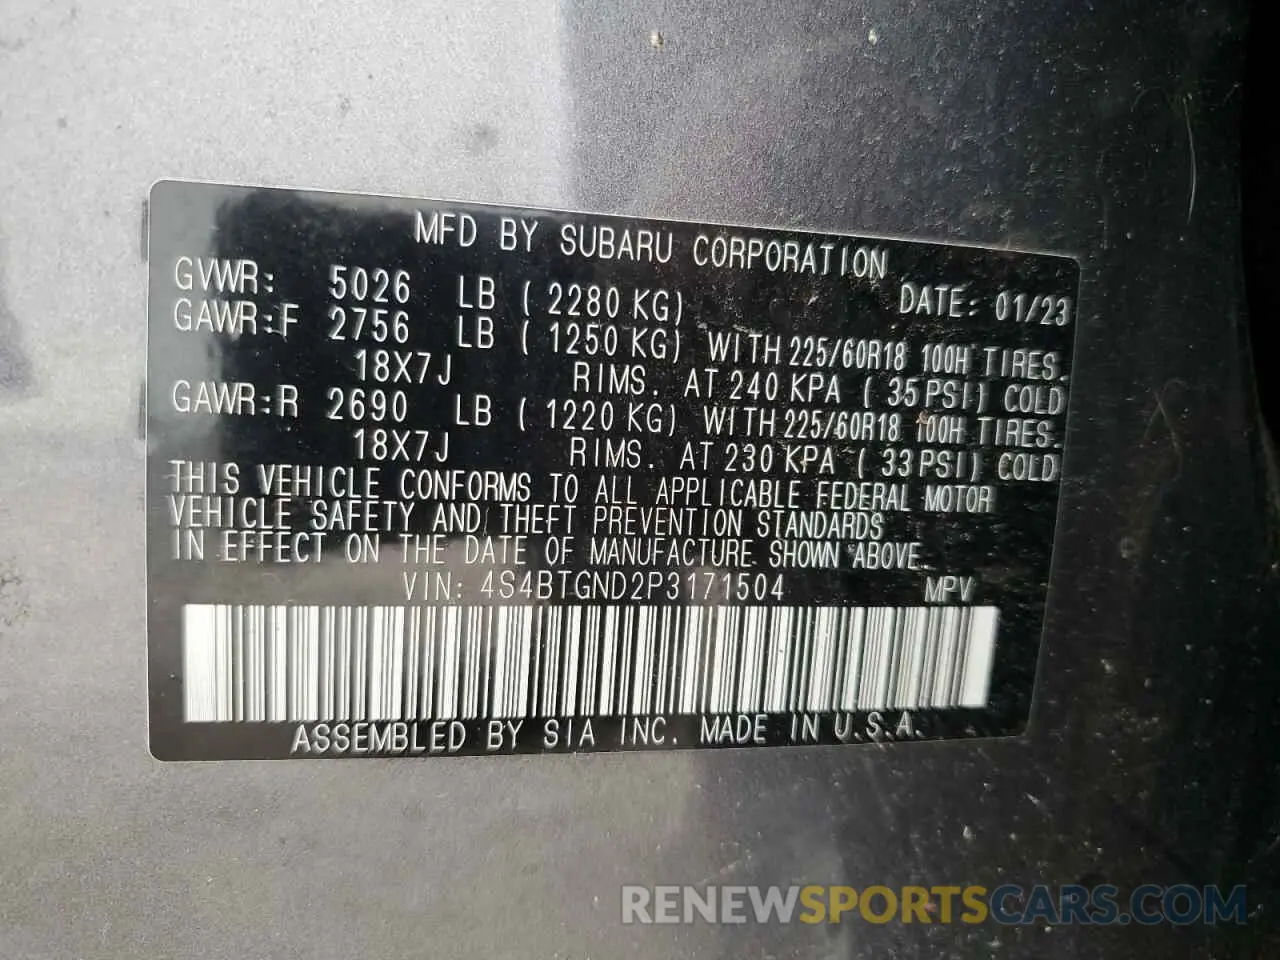 MFD BY SUBARU CORPORATION
GVWR: 5026 LB ( 2280 KG) DATE: 01/23
GAWR:F 2756 LB ( 1250 KG) WITH 225/60R18 100H TIRES.
18X7J RIMS. AT 240 KPA ( 35 PSI) COLD
GAWR:R 2690 LB ( 1220 KG) WITH 225/60R18 100H TIRES.
18X7J RIMS. AT 230 KPA ( 33 PSI) COLD
THIS VEHICLE CONFORMS TO ALL APPLICABLE FEDERAL MOTOR
VEHICLE SAFETY AND THEFT PREVENTION STANDARDS
IN EFFECT ON THE DATE OF MANUFACTURE SHOWN ABOVE.
VIN: 4S4BTGND2P3171504 MPV
ASSEMBLED BY SIA INC. MADE IN U.S.A.
RENEWSPORTSCARS.COM